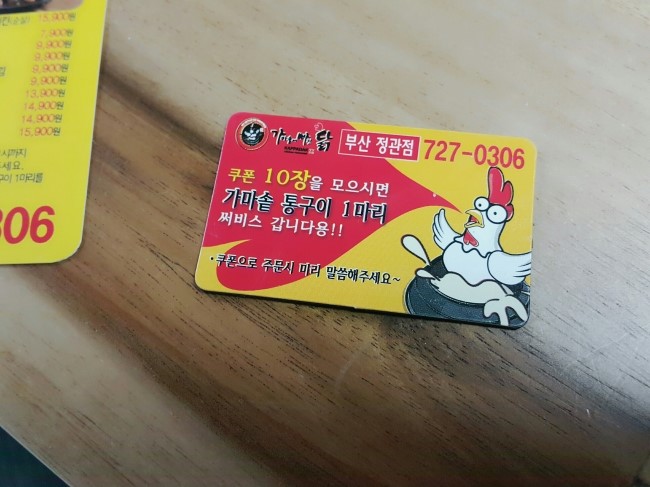 15,900원
7,900원
9,900원
9,900원
9,900원
9,900원
13,900원
14,900원
14,900원
15,900원
306
닭
부산 정관점 727-0306
쿠폰 10장을 모으시면
가마솥 통구이 1마리
써비스 갑니다용!!
·쿠폰으로 주문시 미리 말씀해주세요~